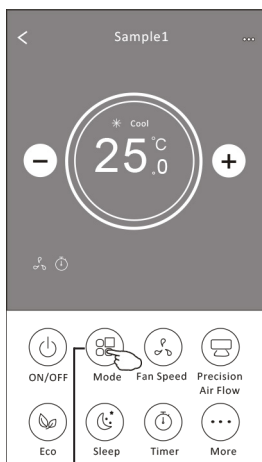 Sample1
...
Cool
25.0°C
ON/OFF
Mode
Fan Speed
Precision
Air Flow
Eco
Sleep
Timer
More